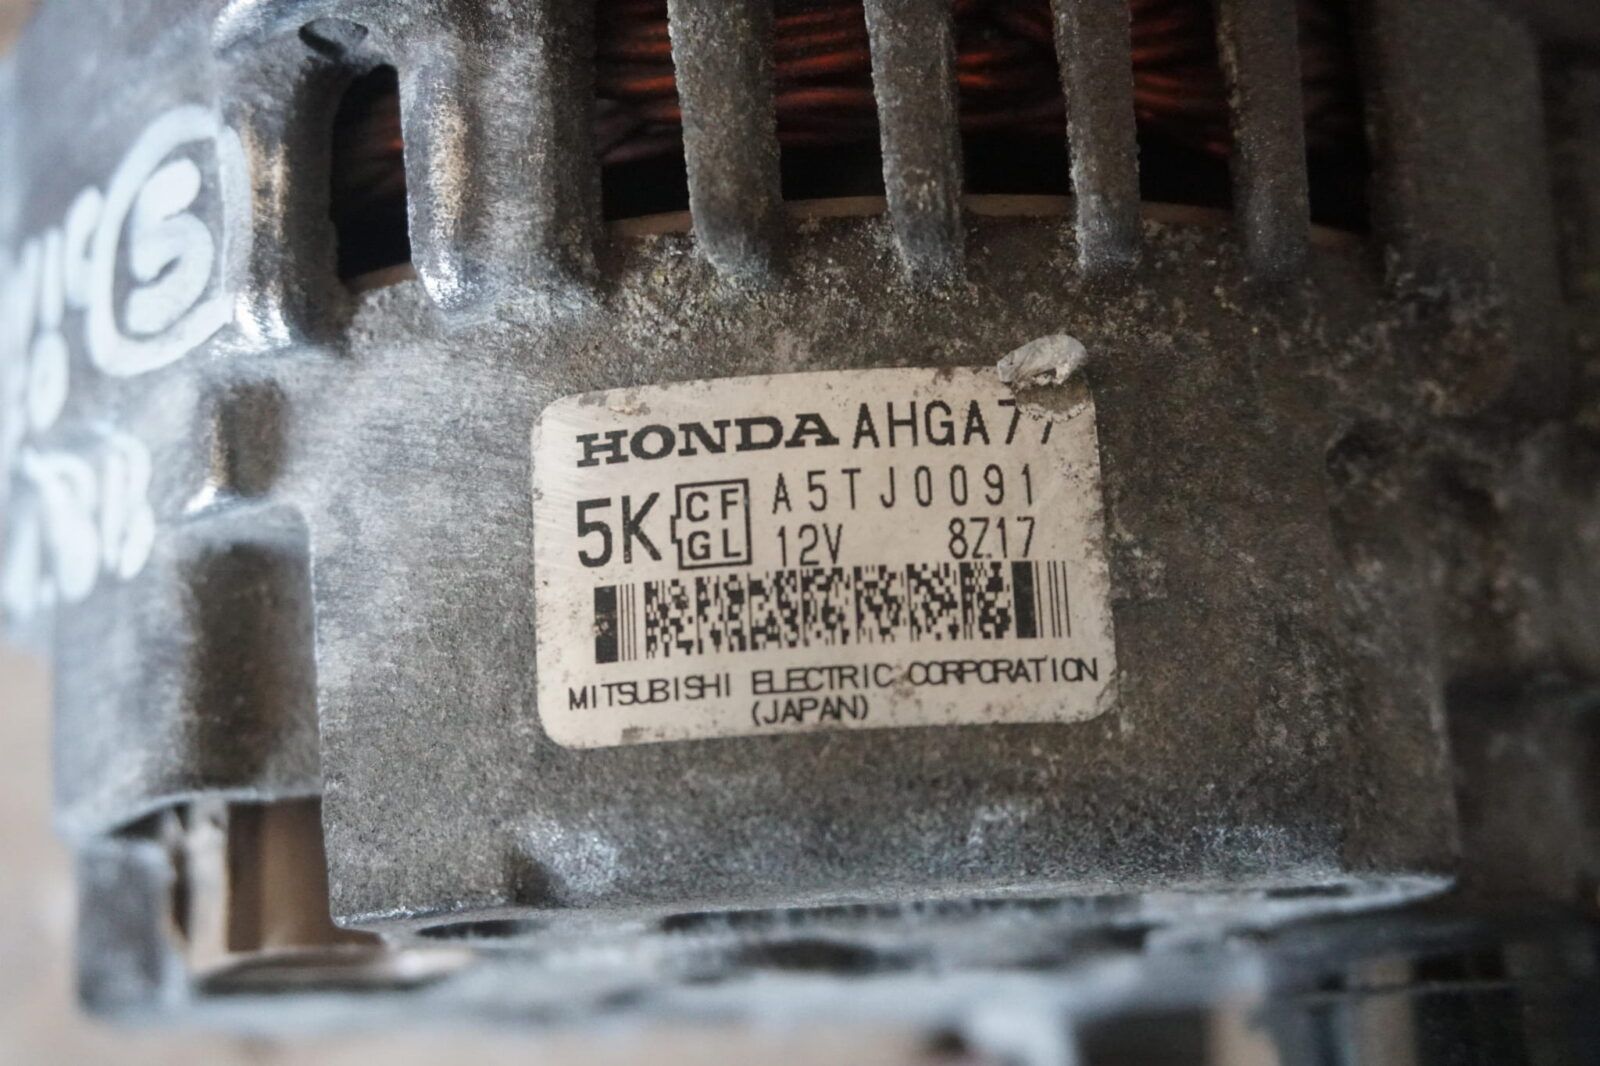 HONDA AHGA77
5K CF GL A5TJ0091
12V 8Z17
MITSUBISHI ELECTRIC CORPORATION
(JAPAN)
S